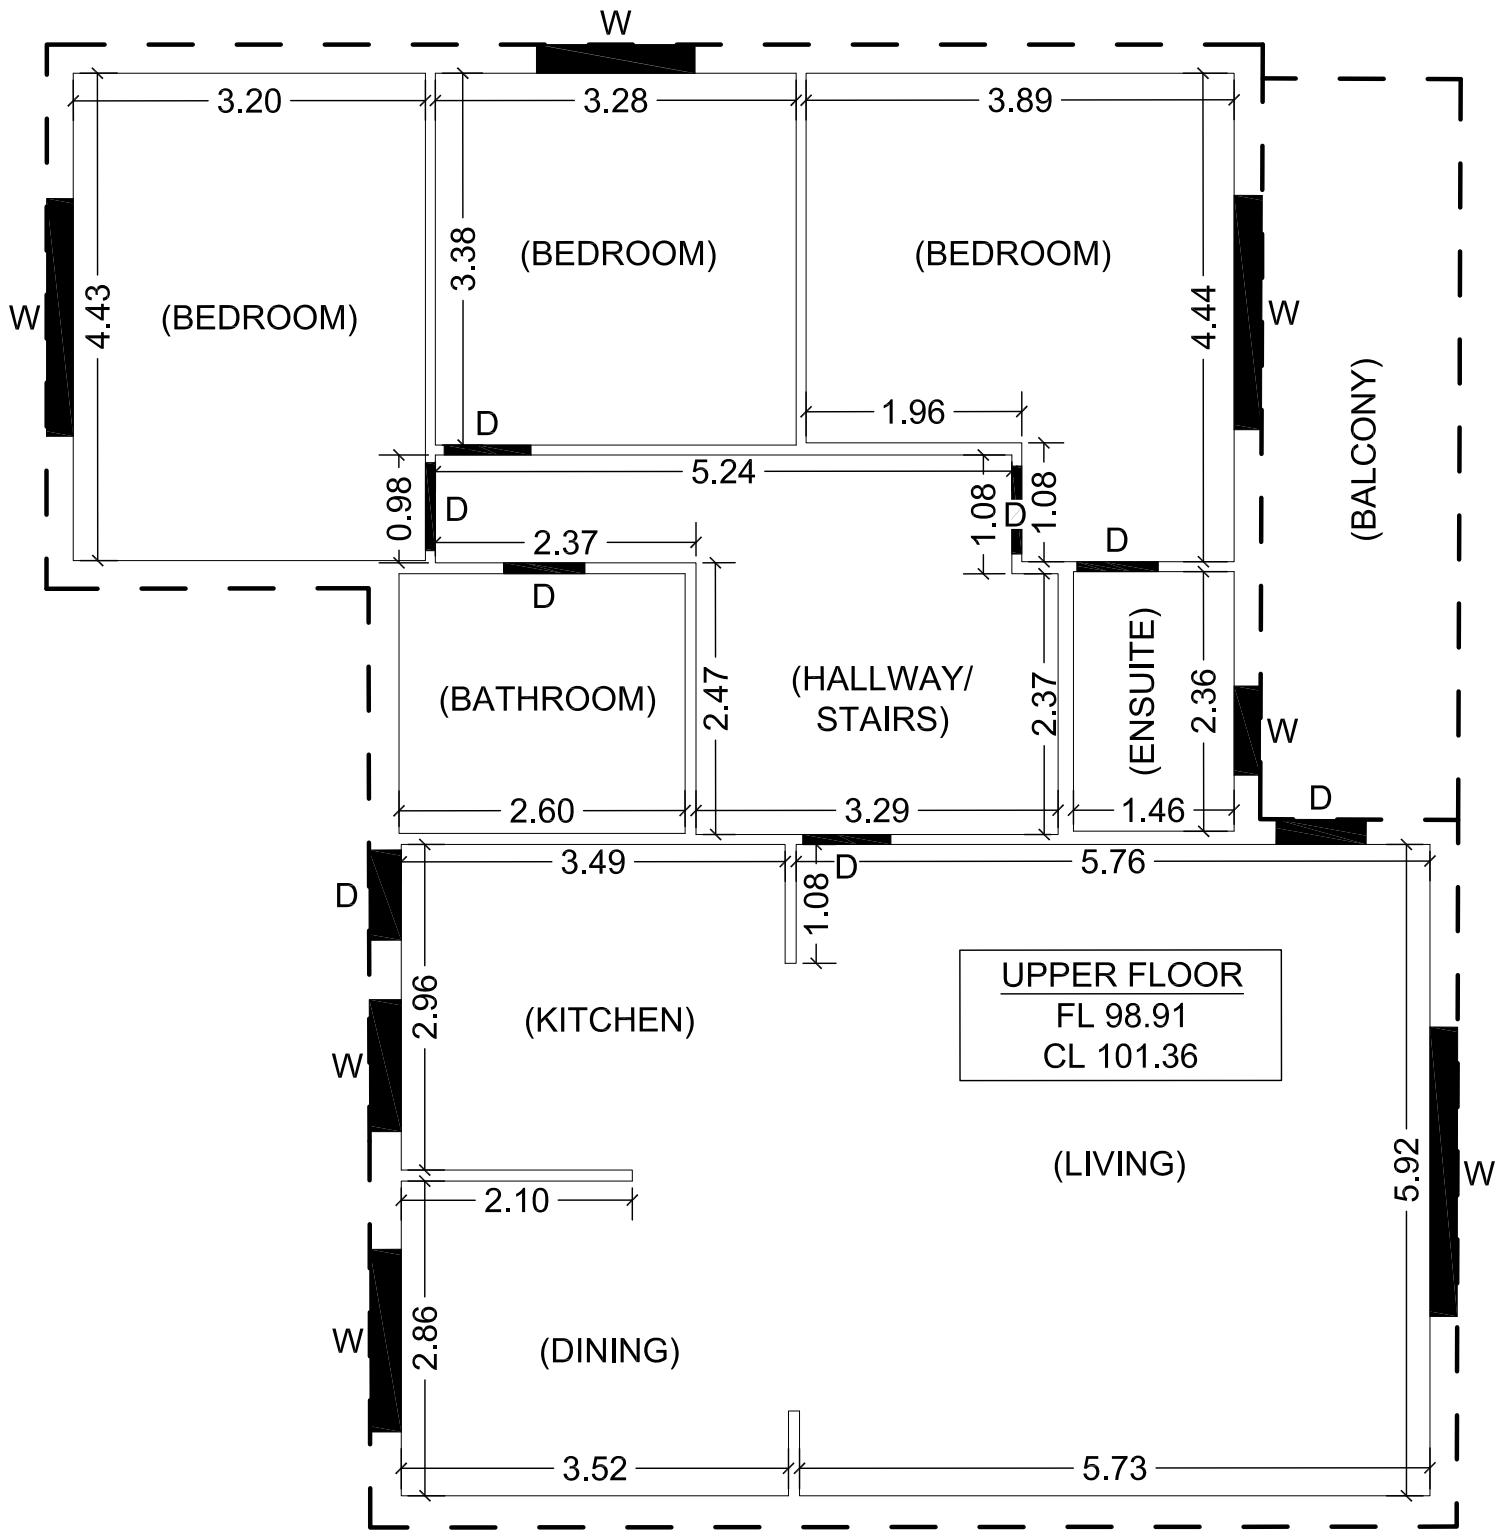 W
3.20
3.28
3.89
3.38
(BEDROOM)
(BEDROOM)
4.43
W
(BEDROOM)
4.44
W
(BALCONY)
1.96
D
5.24
0.98
D
1.08
D
1.08
2.37
D
D
(BATHROOM)
2.47
(HALLWAY/
STAIRS)
2.37
(ENSUITE)
2.36
W
2.60
3.29
1.46
D
3.49
D
5.76
1.08
D
2.96
UPPER FLOOR
FL 98.91
CL 101.36
(KITCHEN)
W
(LIVING)
5.92
W
2.10
2.86
W
(DINING)
3.52
5.73